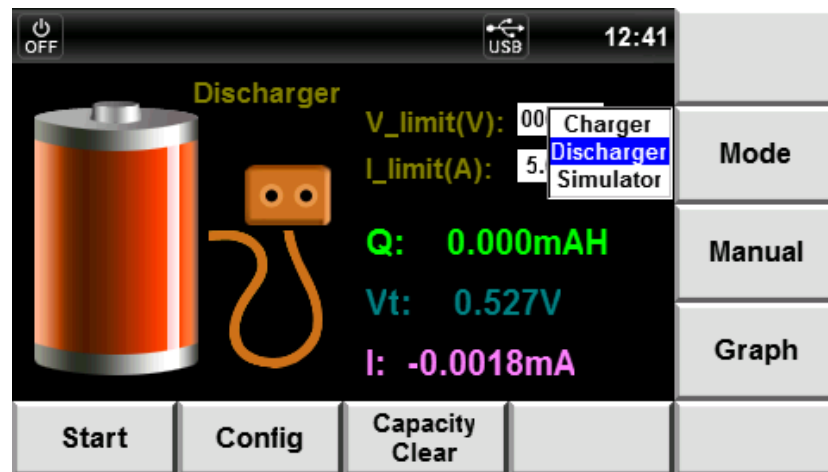 OFF
USB
12:41
Discharger
V_limit(V): 00
I_limit(A): 5.
Charger
Discharger
Simulator
Q: 0.000mAH
Vt: 0.527V
I: -0.0018mA
Mode
Manual
Graph
Start
Config
Capacity
Clear